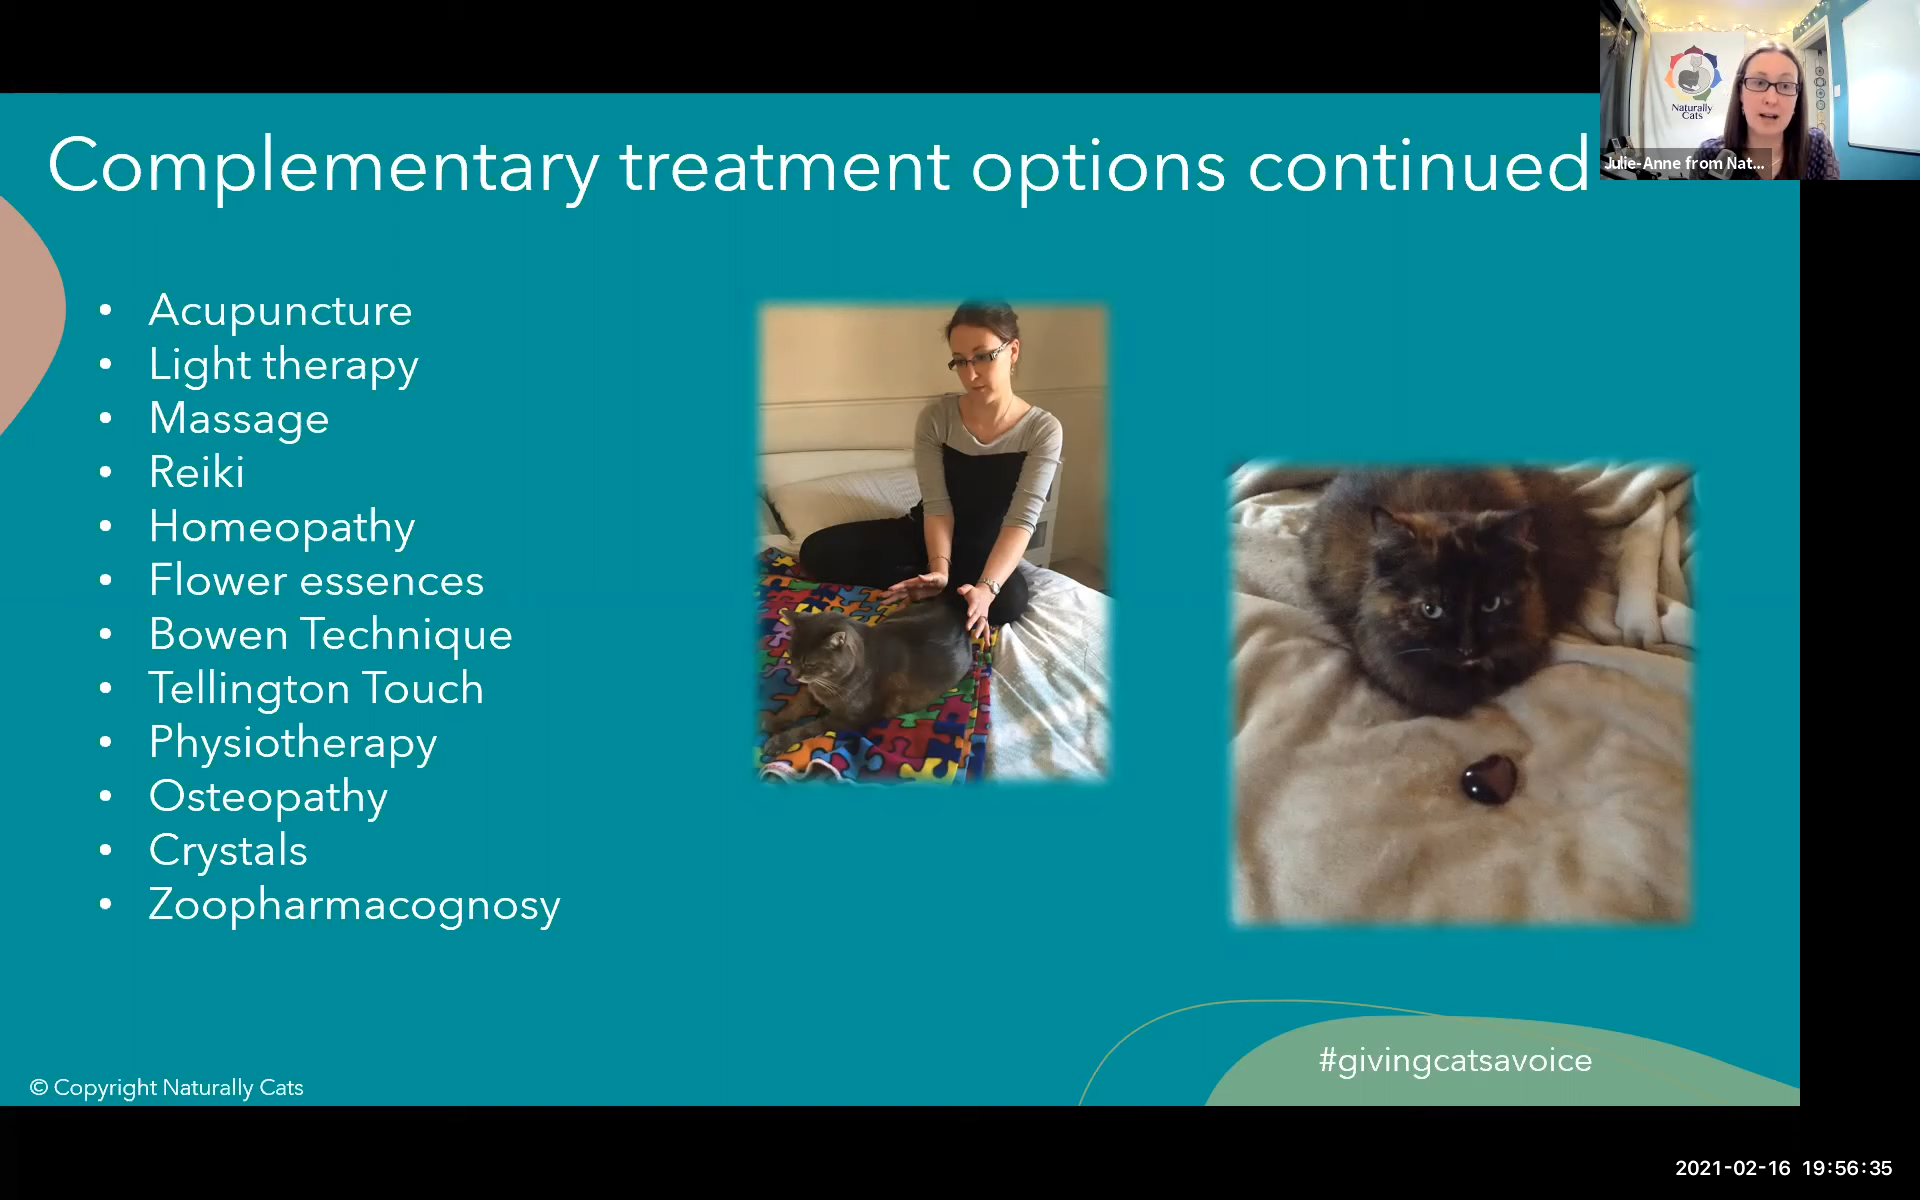 Complementary treatment options continued
Naturally
Cats
Julie-Anne from Nat...
• Acupuncture
• Light therapy
• Massage
• Reiki
• Homeopathy
• Flower essences
• Bowen Technique
• Tellington Touch
• Physiotherapy
• Osteopathy
• Crystals
• Zoopharmacognosy
#givingcatsavoice
© Copyright Naturally Cats
2021-02-16 19:56:35